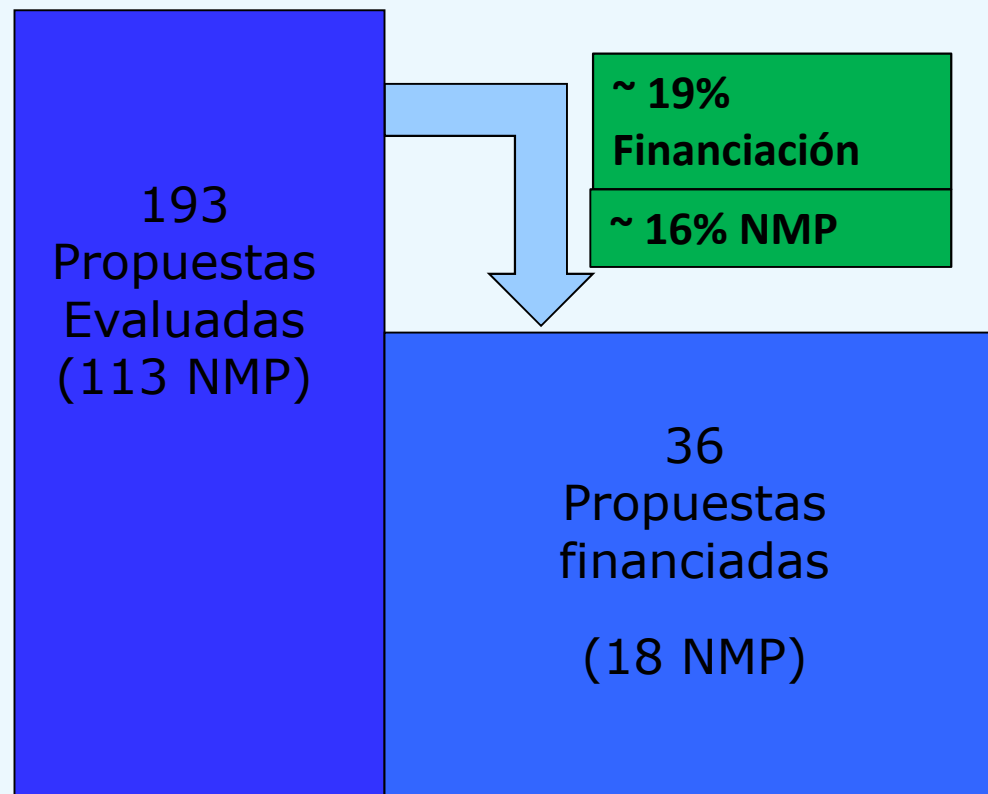 193
Propuestas
Evaluadas
(113 NMP)
~ 19%
Financiación
~ 16% NMP
36
Propuestas
financiadas
(18 NMP)